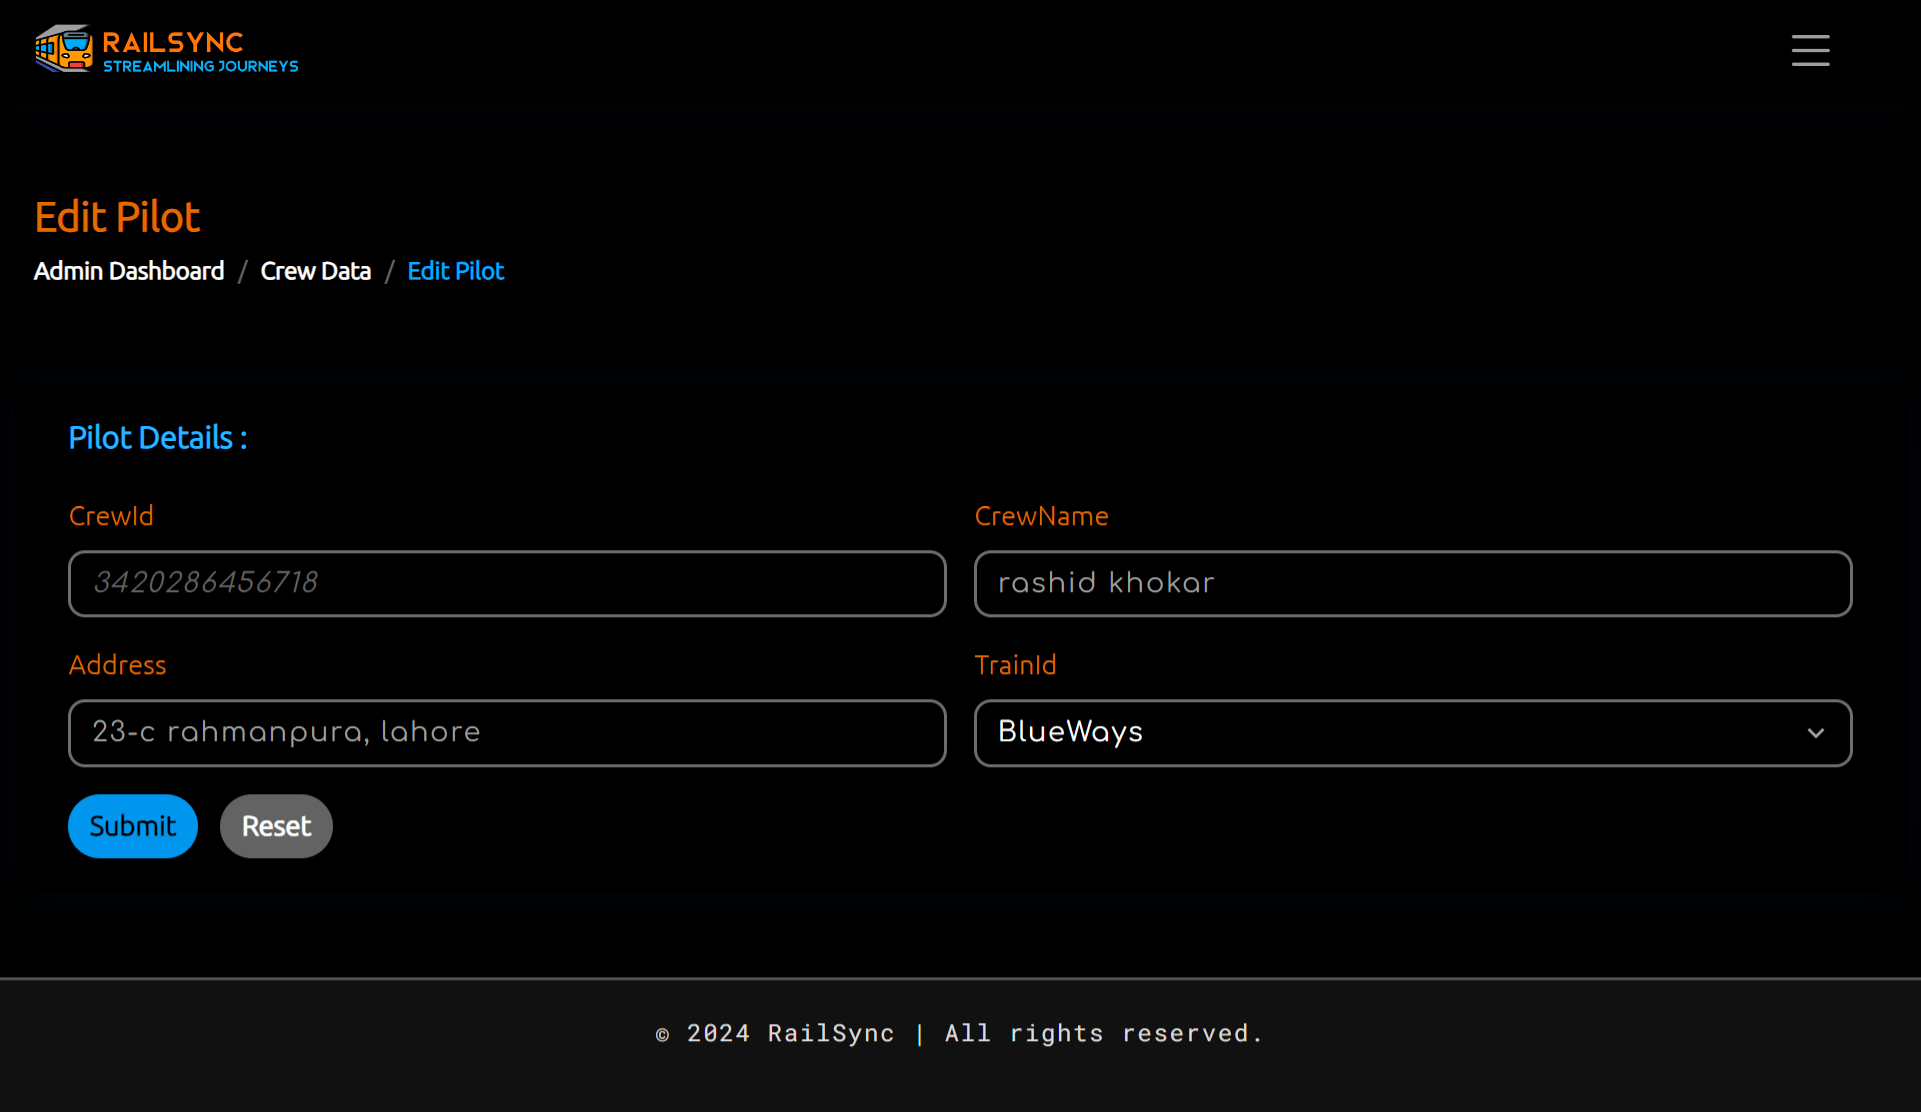 RAILSYNC
STREAMLINING JOURNEYS
Edit Pilot
Admin Dashboard / Crew Data / Edit Pilot
Pilot Details :
CrewId
3420286456718
CrewName
rashid khokar
Address
23-c rahmanpura, lahore
TrainId
BlueWays
Submit
Reset
© 2024 RailSync | All rights reserved.